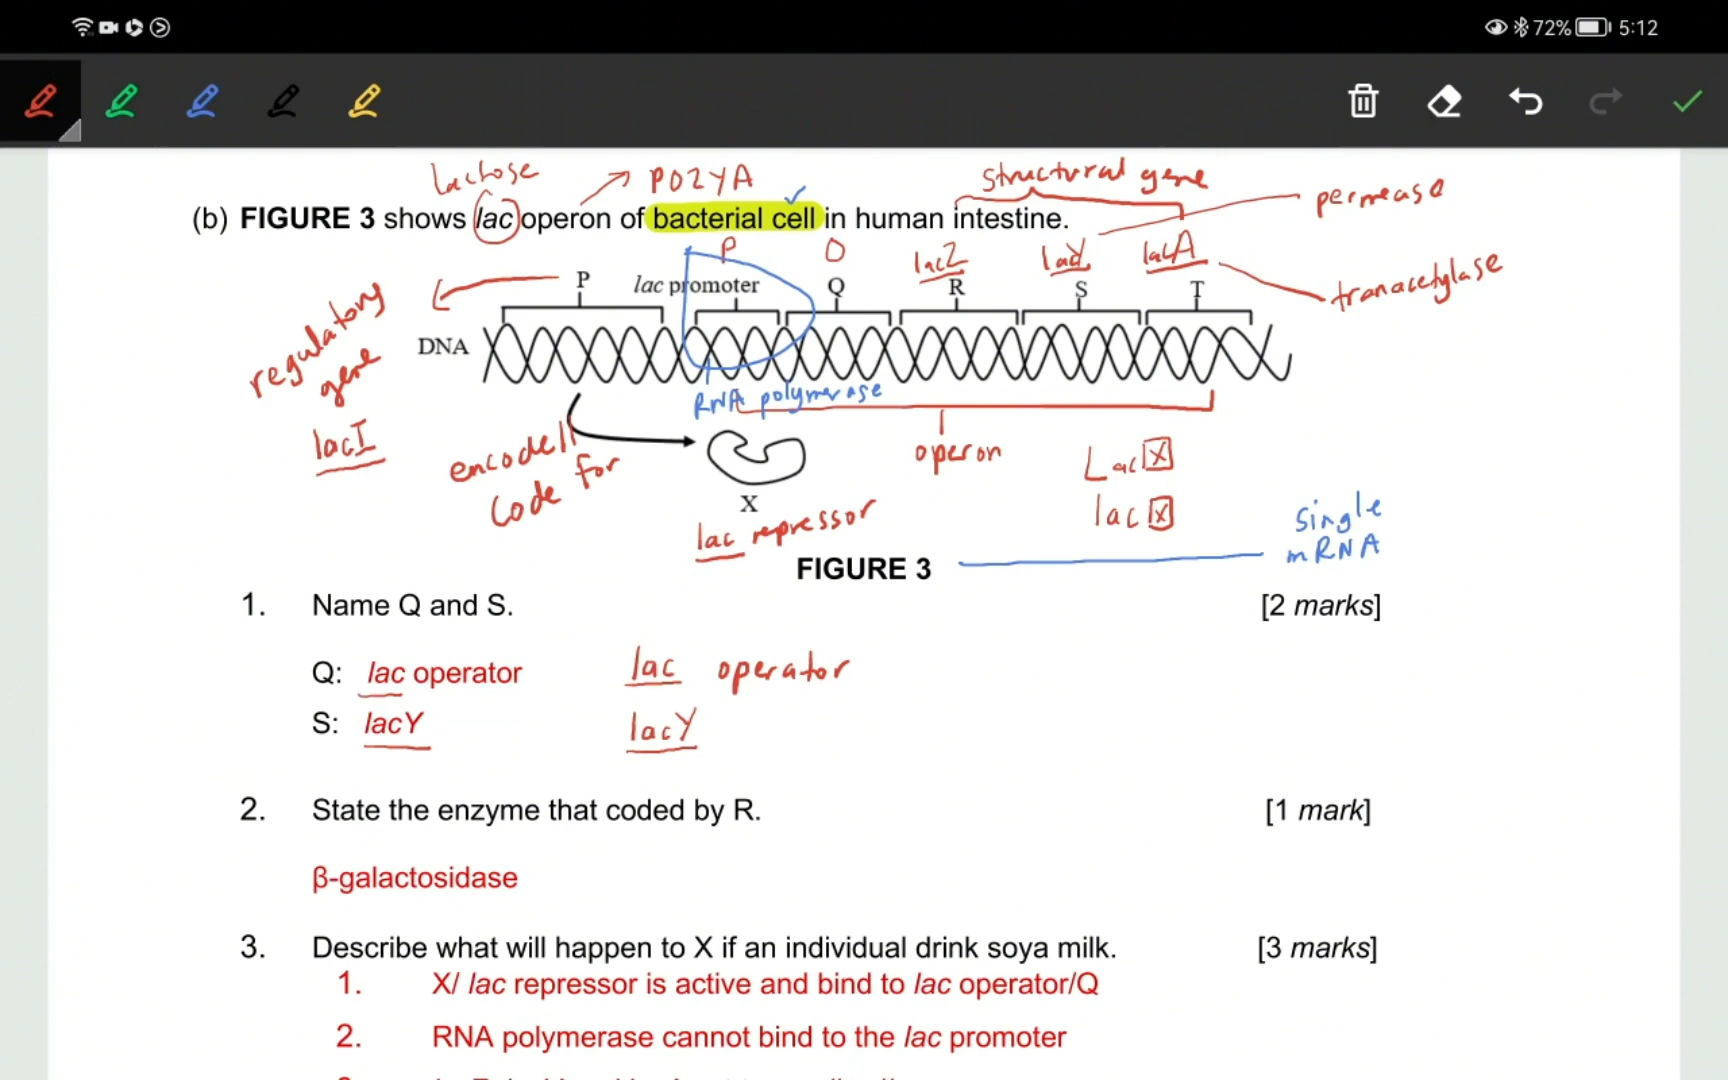 72% 5:12
lactose
POZYA
structural gene
permease
(b) FIGURE 3 shows lac operon of bacterial cell in human intestine.
P O lacZ lacY lacA
P lac promoter Q R S T
tranacetylase
regulatory
gene
lacI
DNA
RNA polymerase
operon
encode//
code for
X
lac repressor
Lac X
lac X
single
mRNA
FIGURE 3
1. Name Q and S. [2 marks]
Q: lac operator lac operator
S: lacY lacY
2. State the enzyme that coded by R. [1 mark]
β-galactosidase
3. Describe what will happen to X if an individual drink soya milk. [3 marks]
1. X/ lac repressor is active and bind to lac operator/Q
2. RNA polymerase cannot bind to the lac promoter